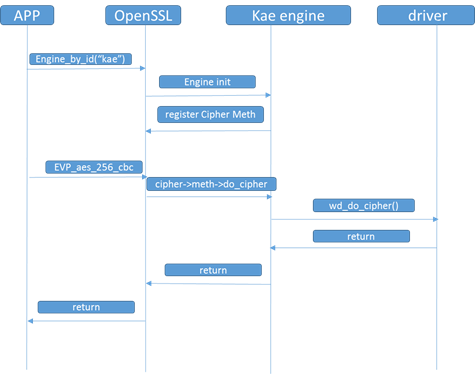 APP
OpenSSL
Kae engine
driver
Engine_by_id("kae")
Engine init
register Cipher Meth
EVP_aes_256_cbc
cipher->meth->do_cipher
wd_do_cipher()
return
return
return